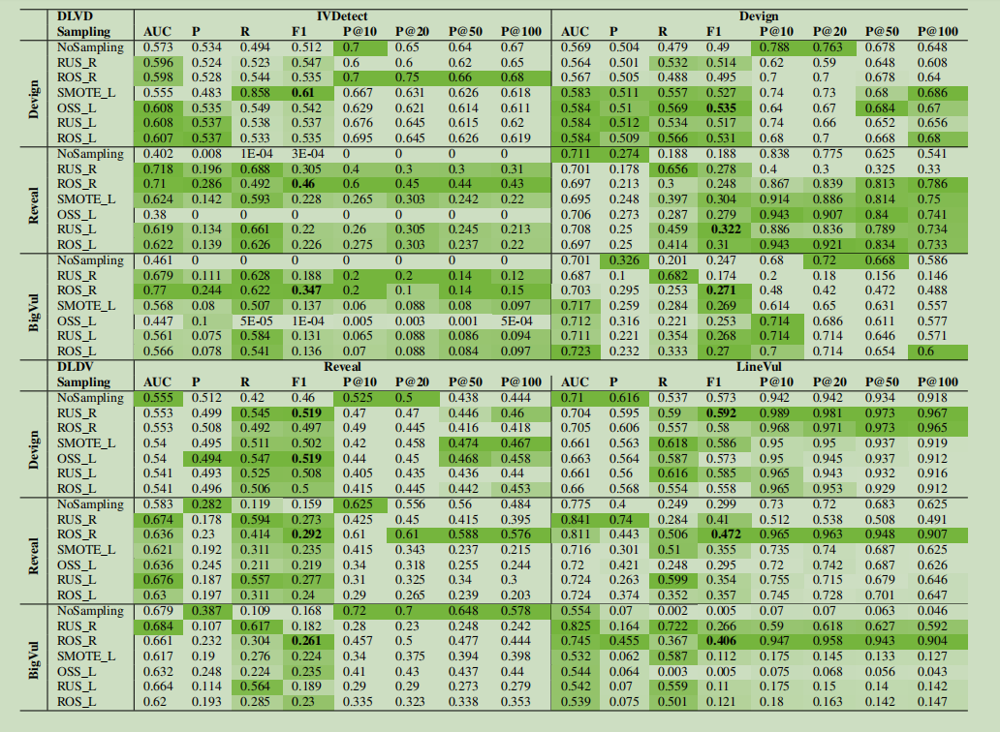 DLVD IVDetect Devign
Sampling AUC P R F1 P@10 P@20 P@50 P@100 AUC P R F1 P@10 P@20 P@50 P@100
Devign
NoSampling 0.573 0.534 0.494 0.512 0.7 0.65 0.64 0.67 0.569 0.504 0.479 0.49 0.788 0.763 0.678 0.648
RUS_R 0.596 0.524 0.523 0.547 0.6 0.6 0.62 0.65 0.564 0.501 0.532 0.514 0.62 0.59 0.648 0.608
ROS_R 0.598 0.528 0.544 0.535 0.7 0.75 0.66 0.68 0.567 0.505 0.488 0.495 0.7 0.7 0.678 0.64
SMOTE_L 0.555 0.483 0.858 0.61 0.667 0.631 0.626 0.618 0.583 0.511 0.557 0.527 0.74 0.73 0.68 0.686
OSS_L 0.608 0.535 0.549 0.542 0.629 0.621 0.614 0.611 0.584 0.51 0.569 0.535 0.64 0.67 0.684 0.67
RUS_L 0.608 0.537 0.538 0.537 0.676 0.645 0.615 0.62 0.584 0.512 0.534 0.517 0.74 0.66 0.652 0.656
ROS_L 0.607 0.537 0.533 0.535 0.695 0.645 0.626 0.619 0.584 0.509 0.566 0.531 0.68 0.7 0.668 0.68
Reveal
NoSampling 0.402 0.008 1E-04 3E-04 0 0 0 0 0.711 0.274 0.188 0.188 0.838 0.775 0.625 0.541
RUS_R 0.718 0.196 0.688 0.305 0.4 0.3 0.3 0.31 0.701 0.178 0.656 0.278 0.4 0.3 0.325 0.33
ROS_R 0.71 0.286 0.492 0.46 0.6 0.45 0.44 0.43 0.697 0.213 0.3 0.248 0.867 0.839 0.813 0.786
SMOTE_L 0.624 0.142 0.593 0.228 0.265 0.303 0.242 0.22 0.695 0.248 0.397 0.304 0.914 0.886 0.814 0.75
OSS_L 0.38 0 0 0 0 0 0 0 0.706 0.273 0.287 0.279 0.943 0.907 0.84 0.741
RUS_L 0.619 0.134 0.661 0.22 0.26 0.305 0.245 0.213 0.708 0.25 0.459 0.322 0.886 0.836 0.789 0.734
ROS_L 0.622 0.139 0.626 0.226 0.275 0.303 0.237 0.22 0.697 0.25 0.414 0.31 0.943 0.921 0.834 0.733
BigVul
NoSampling 0.461 0 0 0 0 0 0 0 0.701 0.326 0.201 0.247 0.68 0.72 0.668 0.586
RUS_R 0.679 0.111 0.628 0.188 0.2 0.2 0.14 0.12 0.687 0.1 0.682 0.174 0.2 0.18 0.156 0.146
ROS_R 0.77 0.244 0.622 0.347 0.2 0.1 0.14 0.15 0.703 0.295 0.253 0.271 0.48 0.42 0.472 0.488
SMOTE_L 0.568 0.08 0.507 0.137 0.06 0.088 0.08 0.097 0.717 0.259 0.284 0.269 0.614 0.65 0.631 0.557
OSS_L 0.447 0.1 5E-05 1E-04 0.005 0.003 0.001 5E-04 0.712 0.316 0.221 0.253 0.714 0.686 0.611 0.577
RUS_L 0.561 0.075 0.584 0.131 0.065 0.088 0.086 0.094 0.711 0.221 0.354 0.268 0.714 0.714 0.646 0.571
ROS_L 0.566 0.078 0.541 0.136 0.07 0.088 0.084 0.097 0.723 0.232 0.333 0.27 0.7 0.714 0.654 0.6
DLDV Reveal LineVul
Sampling AUC P R F1 P@10 P@20 P@50 P@100 AUC P R F1 P@10 P@20 P@50 P@100
Devign
NoSampling 0.555 0.512 0.42 0.46 0.525 0.5 0.438 0.444 0.71 0.616 0.537 0.573 0.942 0.942 0.934 0.918
RUS_R 0.553 0.499 0.545 0.519 0.47 0.47 0.446 0.46 0.704 0.595 0.59 0.592 0.989 0.981 0.973 0.967
ROS_R 0.553 0.508 0.492 0.497 0.49 0.445 0.416 0.418 0.705 0.606 0.557 0.58 0.968 0.971 0.973 0.965
SMOTE_L 0.54 0.495 0.511 0.502 0.42 0.458 0.474 0.467 0.661 0.563 0.618 0.586 0.95 0.95 0.937 0.919
OSS_L 0.54 0.494 0.547 0.519 0.44 0.45 0.468 0.458 0.663 0.564 0.587 0.573 0.95 0.945 0.937 0.912
RUS_L 0.541 0.493 0.525 0.508 0.405 0.435 0.436 0.44 0.661 0.56 0.616 0.585 0.965 0.943 0.932 0.916
ROS_L 0.541 0.496 0.506 0.5 0.415 0.445 0.442 0.453 0.66 0.568 0.554 0.558 0.965 0.953 0.929 0.912
Reveal
NoSampling 0.583 0.282 0.119 0.159 0.625 0.556 0.56 0.484 0.775 0.4 0.249 0.299 0.73 0.72 0.683 0.625
RUS_R 0.674 0.178 0.594 0.273 0.425 0.45 0.415 0.395 0.841 0.74 0.284 0.41 0.512 0.538 0.508 0.491
ROS_R 0.636 0.23 0.414 0.292 0.61 0.61 0.588 0.576 0.811 0.443 0.506 0.472 0.965 0.963 0.948 0.907
SMOTE_L 0.621 0.192 0.311 0.235 0.415 0.343 0.237 0.215 0.716 0.301 0.51 0.355 0.735 0.74 0.687 0.625
OSS_L 0.636 0.245 0.211 0.219 0.34 0.318 0.255 0.244 0.72 0.421 0.248 0.295 0.72 0.742 0.687 0.626
RUS_L 0.676 0.187 0.557 0.277 0.31 0.325 0.34 0.3 0.724 0.263 0.599 0.354 0.755 0.715 0.679 0.646
ROS_L 0.63 0.197 0.311 0.24 0.29 0.265 0.239 0.203 0.724 0.374 0.352 0.357 0.745 0.728 0.701 0.647
BigVul
NoSampling 0.679 0.387 0.109 0.168 0.72 0.7 0.648 0.578 0.554 0.07 0.002 0.005 0.07 0.07 0.063 0.046
RUS_R 0.684 0.107 0.617 0.182 0.28 0.23 0.248 0.242 0.825 0.164 0.722 0.266 0.59 0.618 0.627 0.592
ROS_R 0.661 0.232 0.304 0.261 0.457 0.5 0.477 0.444 0.745 0.455 0.367 0.406 0.947 0.958 0.943 0.904
SMOTE_L 0.617 0.19 0.276 0.224 0.34 0.375 0.394 0.398 0.532 0.062 0.587 0.112 0.175 0.145 0.133 0.127
OSS_L 0.632 0.248 0.224 0.235 0.41 0.43 0.437 0.44 0.544 0.064 0.003 0.005 0.075 0.068 0.056 0.043
RUS_L 0.664 0.114 0.564 0.189 0.29 0.29 0.273 0.279 0.542 0.07 0.559 0.11 0.175 0.15 0.14 0.142
ROS_L 0.62 0.193 0.285 0.23 0.335 0.323 0.338 0.353 0.539 0.075 0.501 0.121 0.18 0.163 0.142 0.147